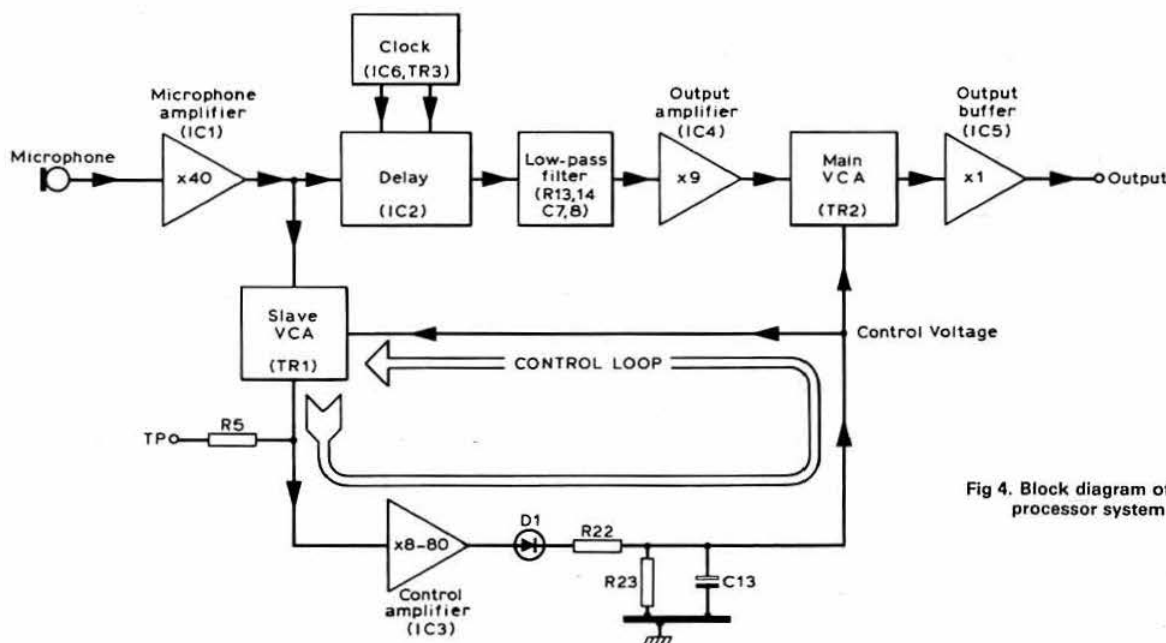 Clock
(IC6,TR3)
Microphone
amplifier
(IC1)
Output
amplifier
(IC4)
Output
buffer
(IC5)
Microphone
x40
Delay
(IC2)
Low-pass
filter
(R13,14
C7,8)
x9
Main
VCA
(TR2)
x1
Output
Slave
VCA
(TR1)
Control Voltage
CONTROL LOOP
TP
R5
Fig 4. Block diagram of
processor system
x8-80
D1
R22
R23
C13
Control
amplifier
(IC3)